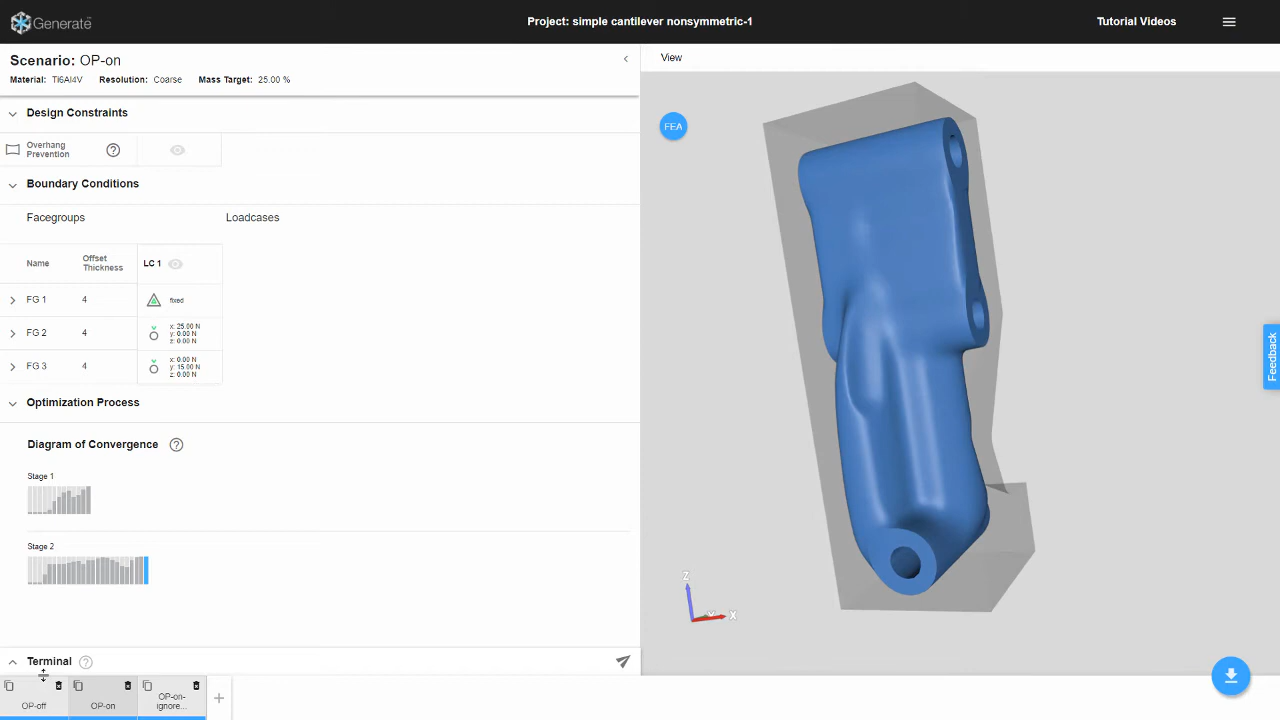 Generate™
Project: simple cantilever nonsymmetric-1
Tutorial Videos
Scenario: OP-on
Material: Ti6Al4V Resolution: Coarse Mass Target: 25.00 %
View
Design Constraints
Overhang
Prevention
FEA
Boundary Conditions
Facegroups Loadcases
Name Offset Thickness LC 1
FG 1 4 fixed
FG 2 4 x: 25.00 N
y: 0.00 N
z: 0.00 N
FG 3 4 x: 0.00 N
y: 15.00 N
z: 0.00 N
Feedback
Optimization Process
Diagram of Convergence ?
Stage 1
Stage 2
Z
Y X
Terminal ?
OP-off OP-on OP-on-
ignore...